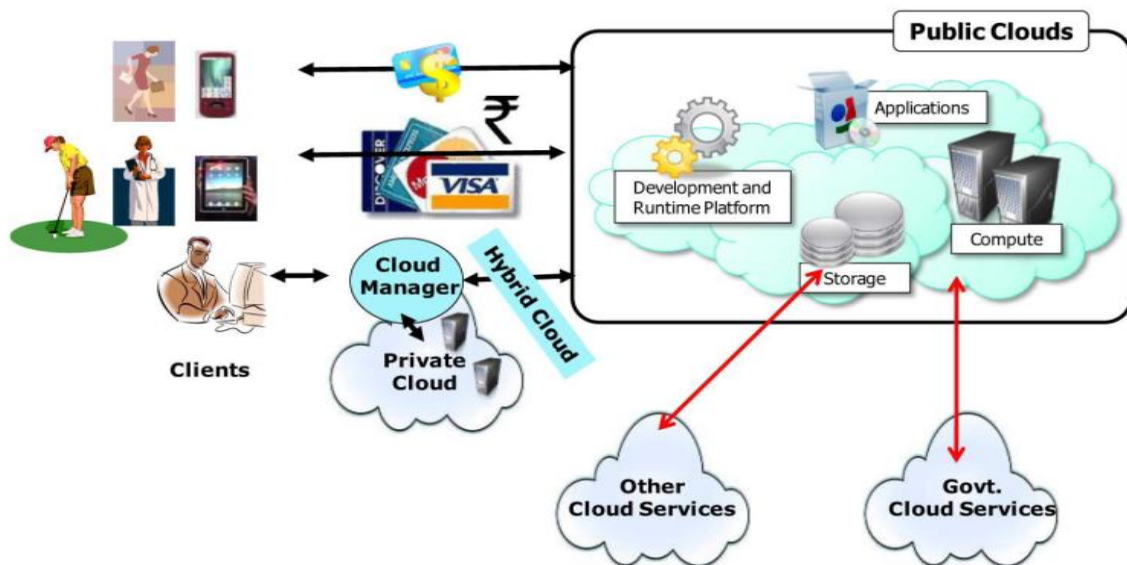 Public Clouds
Applications
Development and
Runtime Platform
Compute
Storage
₹
DISCOVER
VISA
Cloud
Manager
Hybrid Cloud
Private
Cloud
Clients
Other
Cloud Services
Govt.
Cloud Services